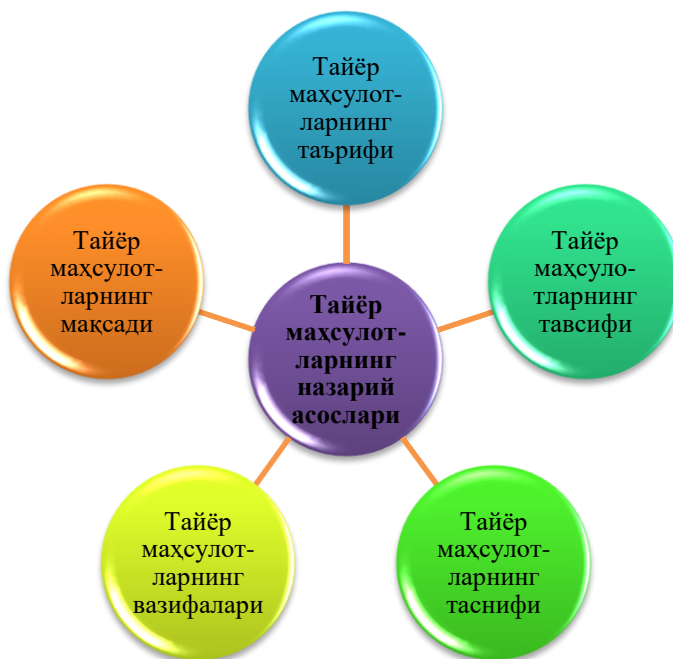 Тайёр
маҳсулот-
ларнинг
таърифи
Тайёр
маҳсуло-
тларнинг
тавсифи
Тайёр
маҳсулот-
ларнинг
таснифи
Тайёр
маҳсулот-
ларнинг
вазифалари
Тайёр
маҳсулот-
ларнинг
мақсади
Тайёр
маҳсулот-
ларнинг
назарий
асослари